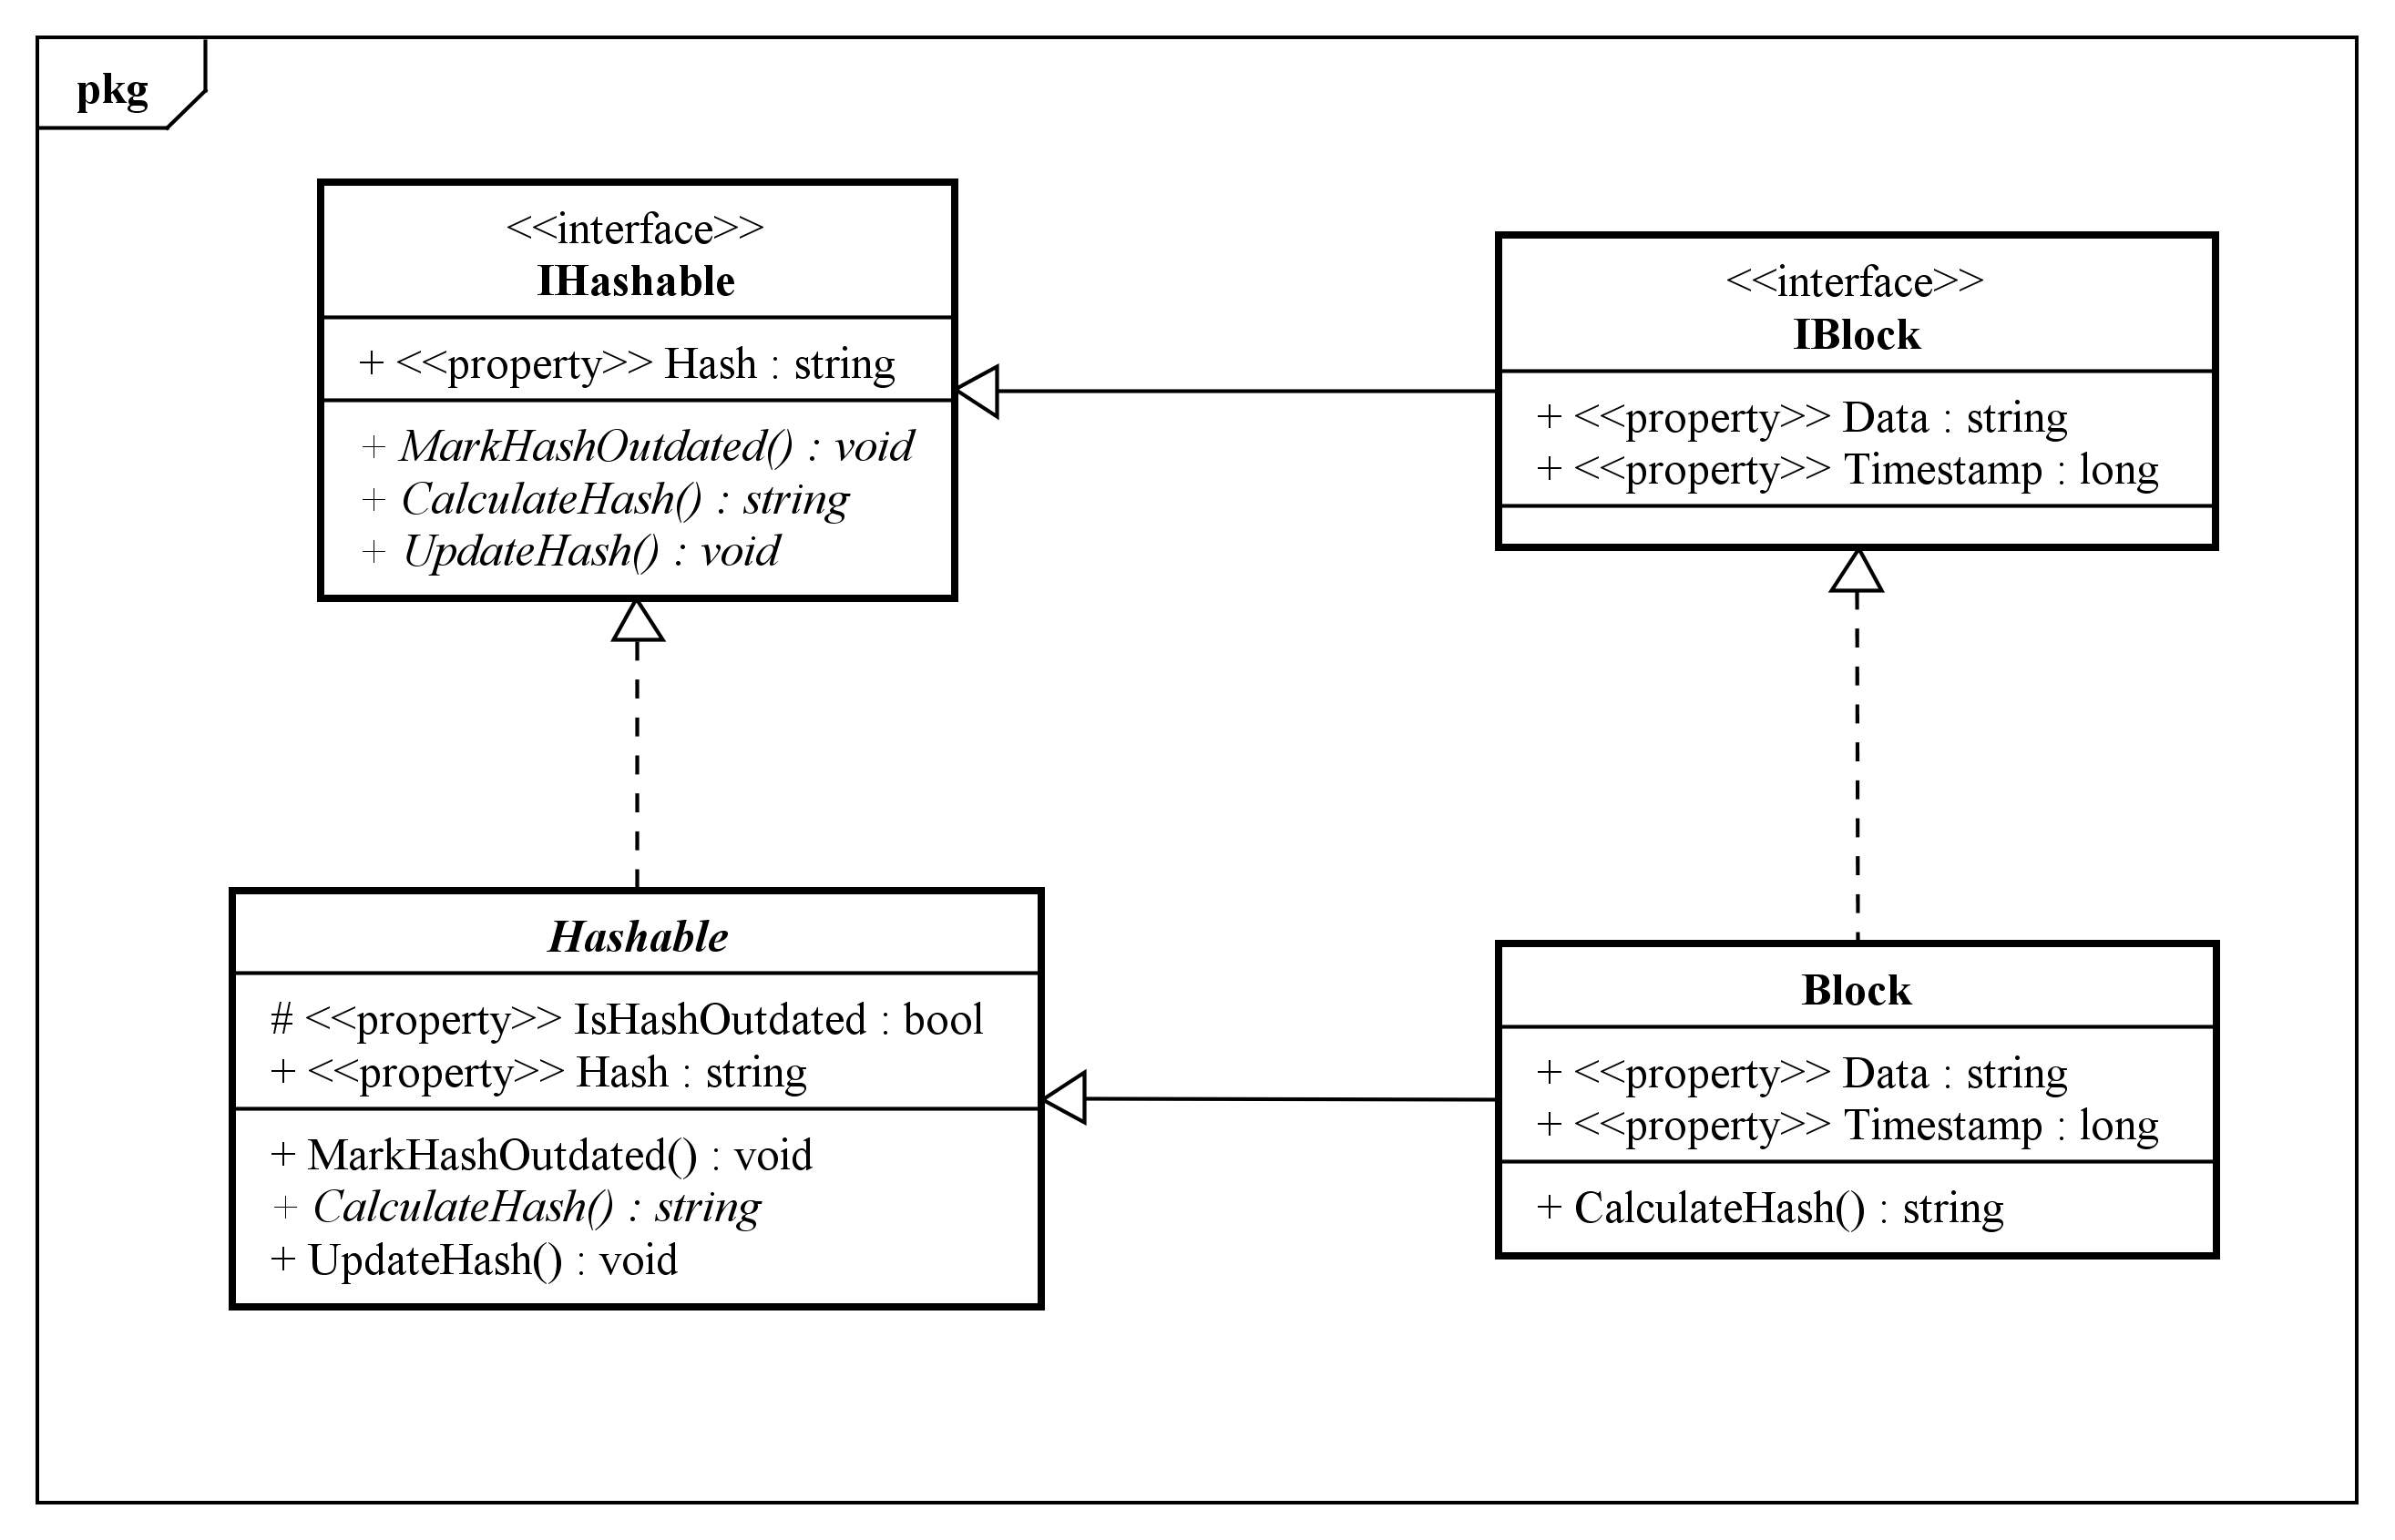 pkg
<<interface>>
IHashable
+ <<property>> Hash : string
+ MarkHashOutdated() : void
+ CalculateHash() : string
+ UpdateHash() : void
<<interface>>
IBlock
+ <<property>> Data : string
+ <<property>> Timestamp : long
Hashable
# <<property>> IsHashOutdated : bool
+ <<property>> Hash : string
+ MarkHashOutdated() : void
+ CalculateHash() : string
+ UpdateHash() : void
Block
+ <<property>> Data : string
+ <<property>> Timestamp : long
+ CalculateHash() : string